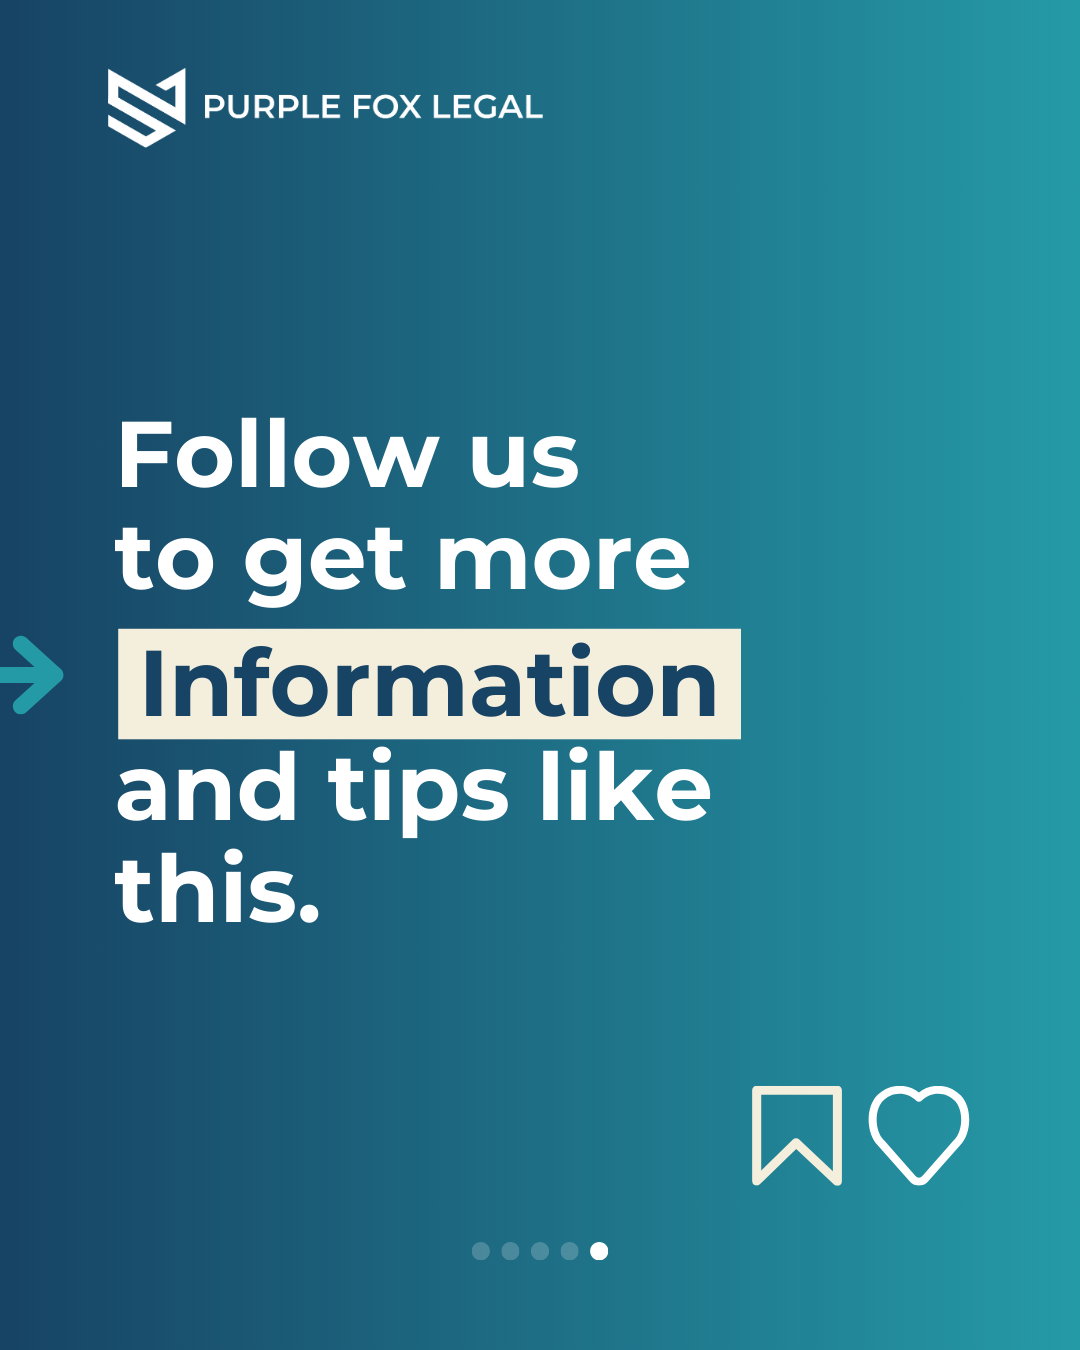 PURPLE FOX LEGAL
Follow us
to get more
Information
and tips like
this.